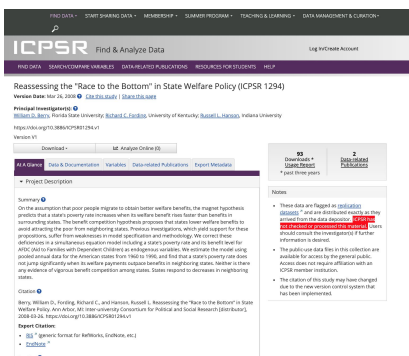 FIND DATA START SHARING DATA MEMBERSHIP SUMMER PROGRAM TEACHING & LEARNING DATA MANAGEMENT & CURATION
ICPSR Find & Analyze Data
Log In/Create Account
FIND DATA SEARCH/COMPARE VARIABLES DATA-RELATED PUBLICATIONS RESOURCES FOR STUDENTS HELP
Reassessing the "Race to the Bottom" in State Welfare Policy (ICPSR 1294)
Version Date: Mar 26, 2008 Cite this study | Share this page
Principal Investigator(s):
William D. Berry, Florida State University; Richard C. Fording, University of Kentucky; Russell L. Hanson, Indiana University
https://doi.org/10.3886/ICPSR01294.v1
Version V1
Download Analyze Online (0)
At A Glance Data & Documentation Variables Data-related Publications Export Metadata
Project Description
Summary
On the assumption that poor people migrate to obtain better welfare benefits, the magnet hypothesis
predicts that a state's poverty rate increases when its welfare benefit rises faster than benefits in
surrounding states. The benefit competition hypothesis proposes that states lower welfare benefits to
avoid attracting the poor from neighboring states. Previous investigations, which yield support for these
propositions, suffer from weaknesses in model specification and methodology. We correct these
deficiencies in a simultaneous equation model including a state's poverty rate and its benefit level for
AFDC (Aid to Families with Dependent Children) as endogenous variables. We estimate the model using
pooled annual data for the American states from 1960 to 1990, and find that a state's poverty rate does
not jump significantly when its welfare payments outpace benefits in neighboring states. Neither is there
any evidence of vigorous benefit competition among states. States respond to decreases in neighboring
states.
Citation
Berry, William D., Fording, Richard C., and Hanson, Russell L. Reassessing the "Race to the Bottom" in State
Welfare Policy. Ann Arbor, MI: Inter-university Consortium for Political and Social Research [distributor],
2008-03-26. https://doi.org/10.3886/ICPSR01294.v1
Export Citation:
• RIS (generic format for RefWorks, EndNote, etc.)
• EndNote
93
Downloads *
Usage Report
* past three years
2
Data-related
Publications
Notes
• These data are flagged as replication
datasets and are distributed exactly as they
arrived from the data depositor. ICPSR has
not checked or processed this material. Users
should consult the investigator(s) if further
information is desired.
• The public-use data files in this collection are
available for access by the general public.
Access does not require affiliation with an
ICPSR member institution.
• The citation of this study may have changed
due to the new version control system that
has been implemented.